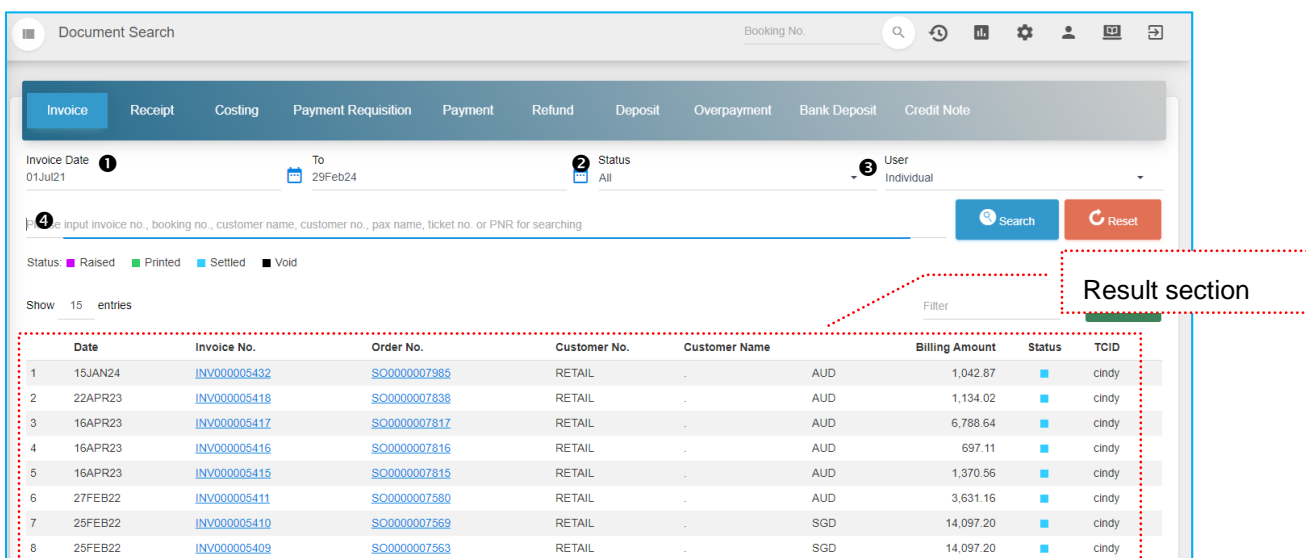 Document Search Booking No.
Invoice Receipt Costing Payment Requisition Payment Refund Deposit Overpayment Bank Deposit Credit Note
Invoice Date ❶ To ❷ Status ❸ User
01Jul21 29Feb24 All Individual
❹ input invoice no., booking no., customer name, customer no., pax name, ticket no. or PNR for searching Search Reset
Status: Raised Printed Settled Void
Result section
Show 15 entries Filter
Date Invoice No. Order No. Customer No. Customer Name Billing Amount Status TCID
1 15JAN24 INV000005432 SO0000007985 RETAIL . AUD 1,042.87 cindy
2 22APR23 INV000005418 SO0000007838 RETAIL . AUD 1,134.02 cindy
3 16APR23 INV000005417 SO0000007817 RETAIL . AUD 6,788.64 cindy
4 16APR23 INV000005416 SO0000007816 RETAIL . AUD 697.11 cindy
5 16APR23 INV000005415 SO0000007815 RETAIL . AUD 1,370.56 cindy
6 27FEB22 INV000005411 SO0000007580 RETAIL . AUD 3,631.16 cindy
7 25FEB22 INV000005410 SO0000007569 RETAIL . SGD 14,097.20 cindy
8 25FEB22 INV000005409 SO0000007563 RETAIL . SGD 14,097.20 cindy